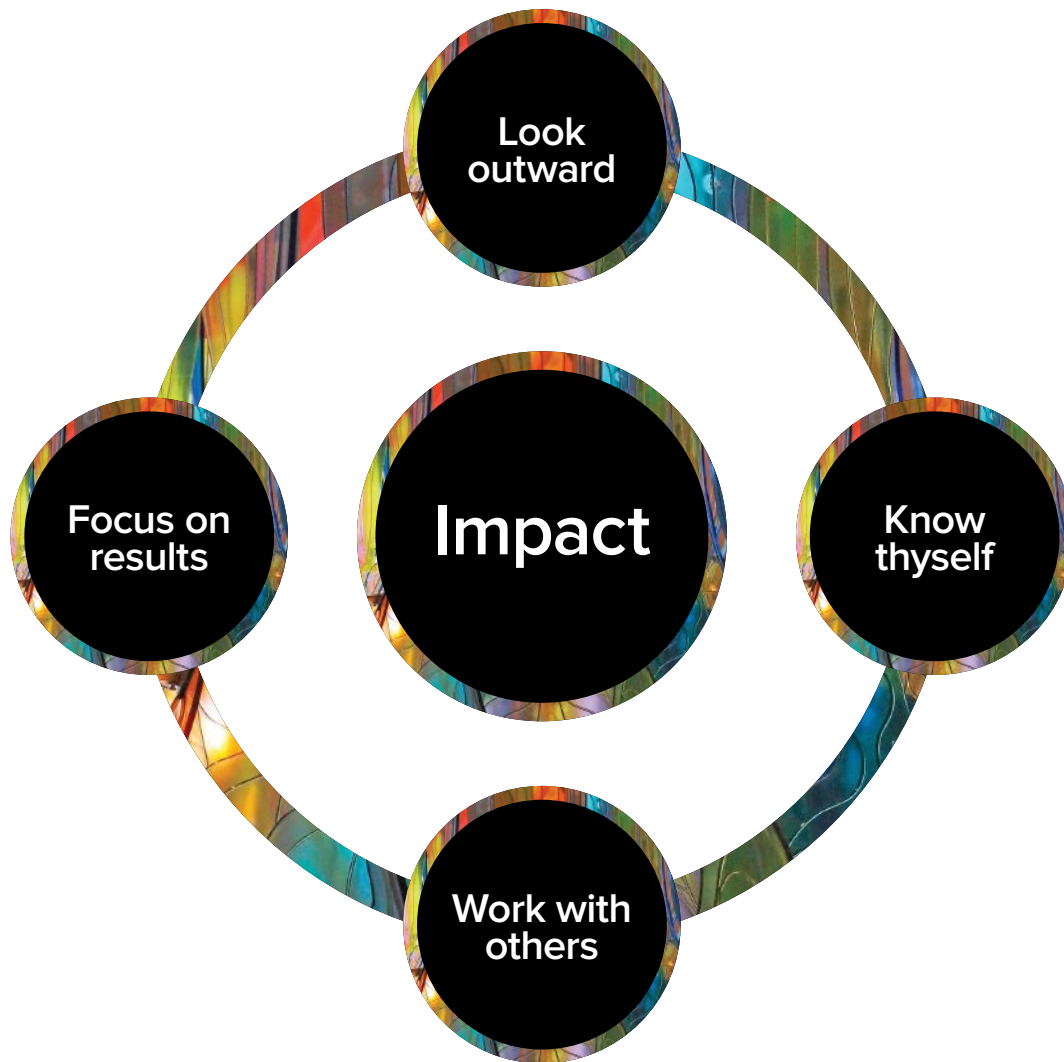 Look
outward
Focus on
results
Impact
Know
thyself
Work with
others